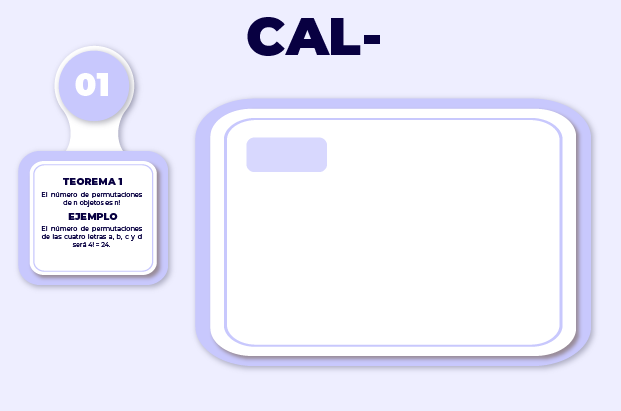 CAL-
01
TEOREMA 1
El número de permutaciones
de n objetos es n!
EJEMPLO
El número de permutaciones
de las cuatro letras a, b, c y d
será 4! = 24.